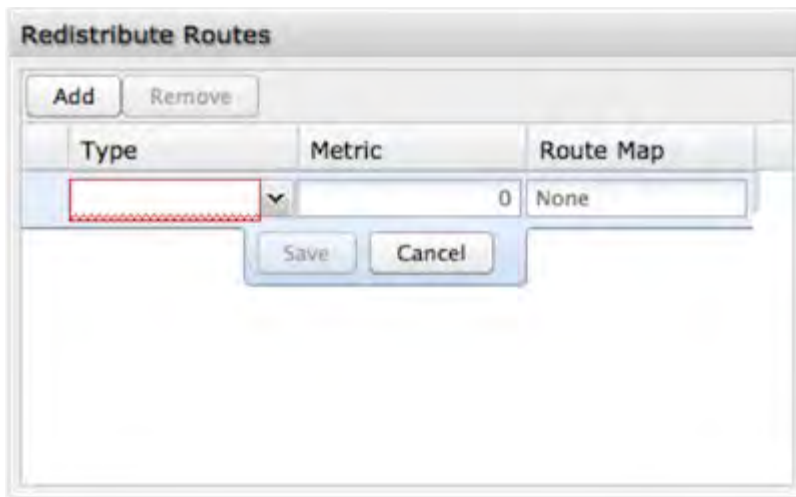 Redistribute Routes
Add Remove
Type Metric Route Map
0 None
Save Cancel